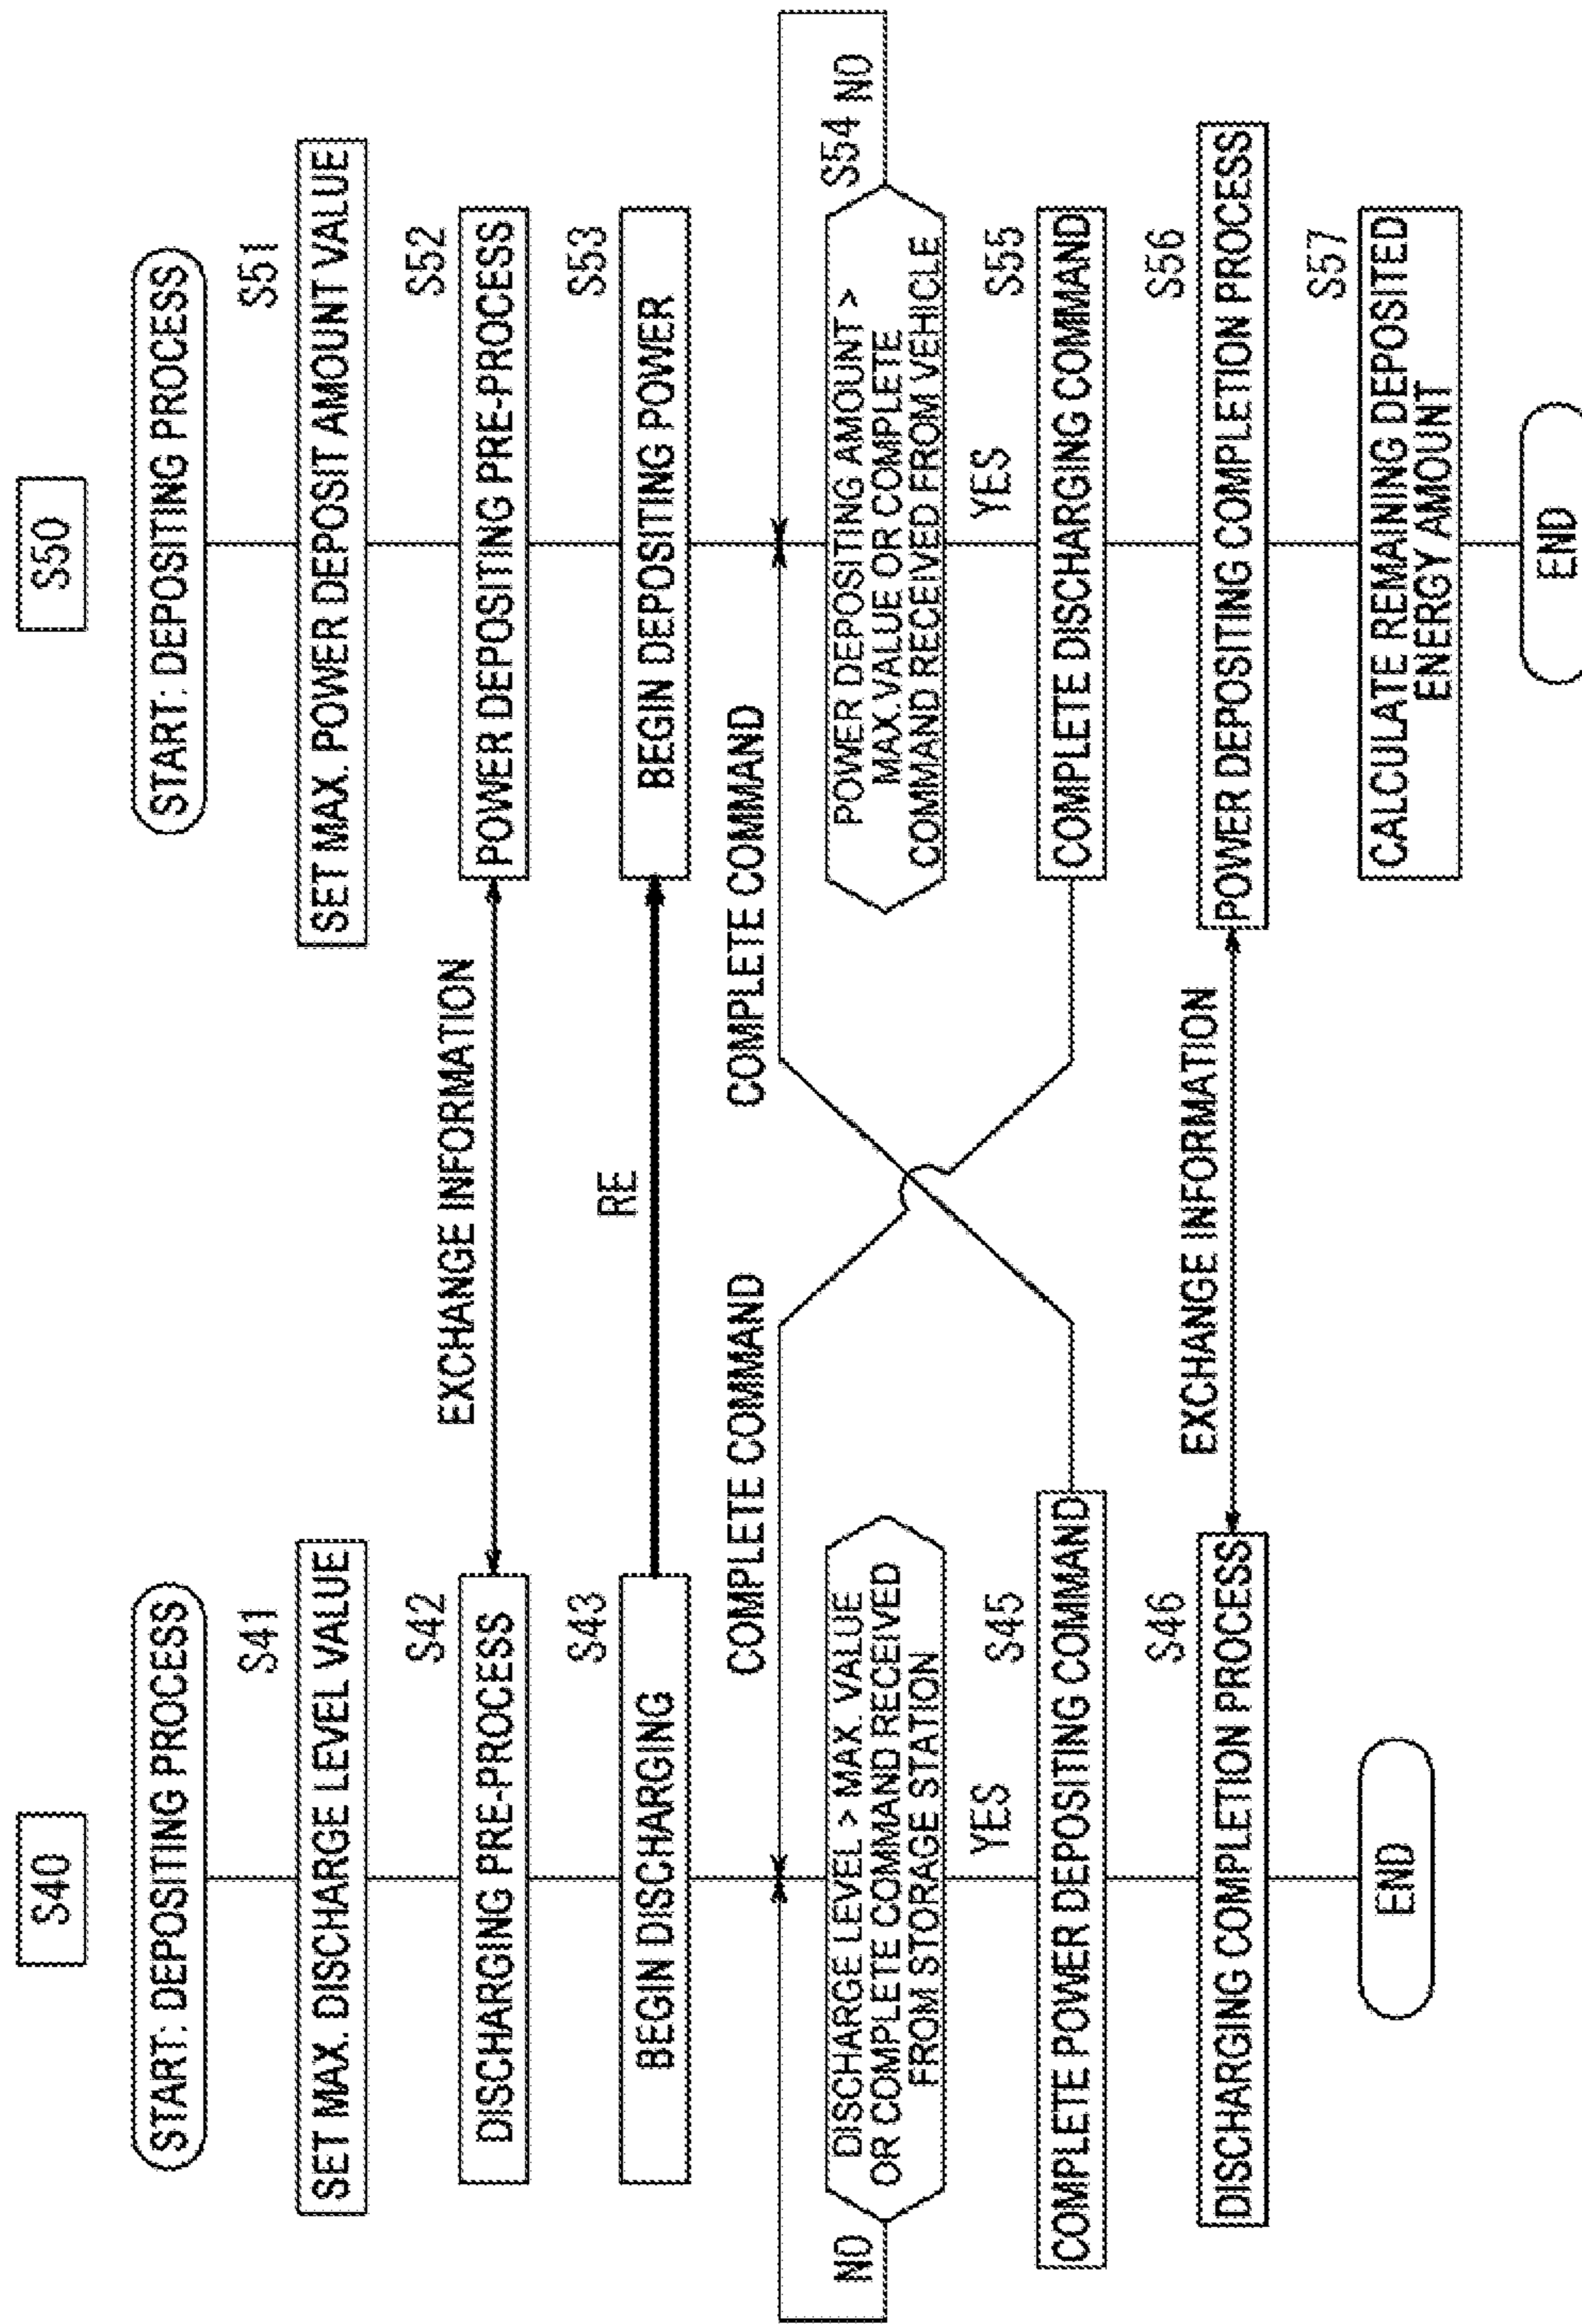 S40
START: DEPOSITING PROCESS
S41
SET MAX. DISCHARGE LEVEL VALUE
S42
DISCHARGING PRE-PROCESS
S43
BEGIN DISCHARGING
COMPLETE COMMAND
DISCHARGE LEVEL > MAX. VALUE
OR COMPLETE COMMAND RECEIVED
FROM STORAGE STATION
NO
YES
S45
COMPLETE POWER DEPOSITING COMMAND
S46
DISCHARGING COMPLETION PROCESS
END
EXCHANGE INFORMATION
RE
EXCHANGE INFORMATION
S50
START: DEPOSITING PROCESS
S51
SET MAX. POWER DEPOSIT AMOUNT VALUE
S52
POWER DEPOSITING PRE-PROCESS
S53
BEGIN DEPOSITING POWER
COMPLETE COMMAND
S54
NO
POWER DEPOSITING AMOUNT >
MAX.VALUE OR COMPLETE
COMMAND RECEIVED FROM VEHICLE
YES
S55
COMPLETE DISCHARGING COMMAND
S56
POWER DEPOSITING COMPLETION PROCESS
S57
CALCULATE REMAINING DEPOSITED
ENERGY AMOUNT
END